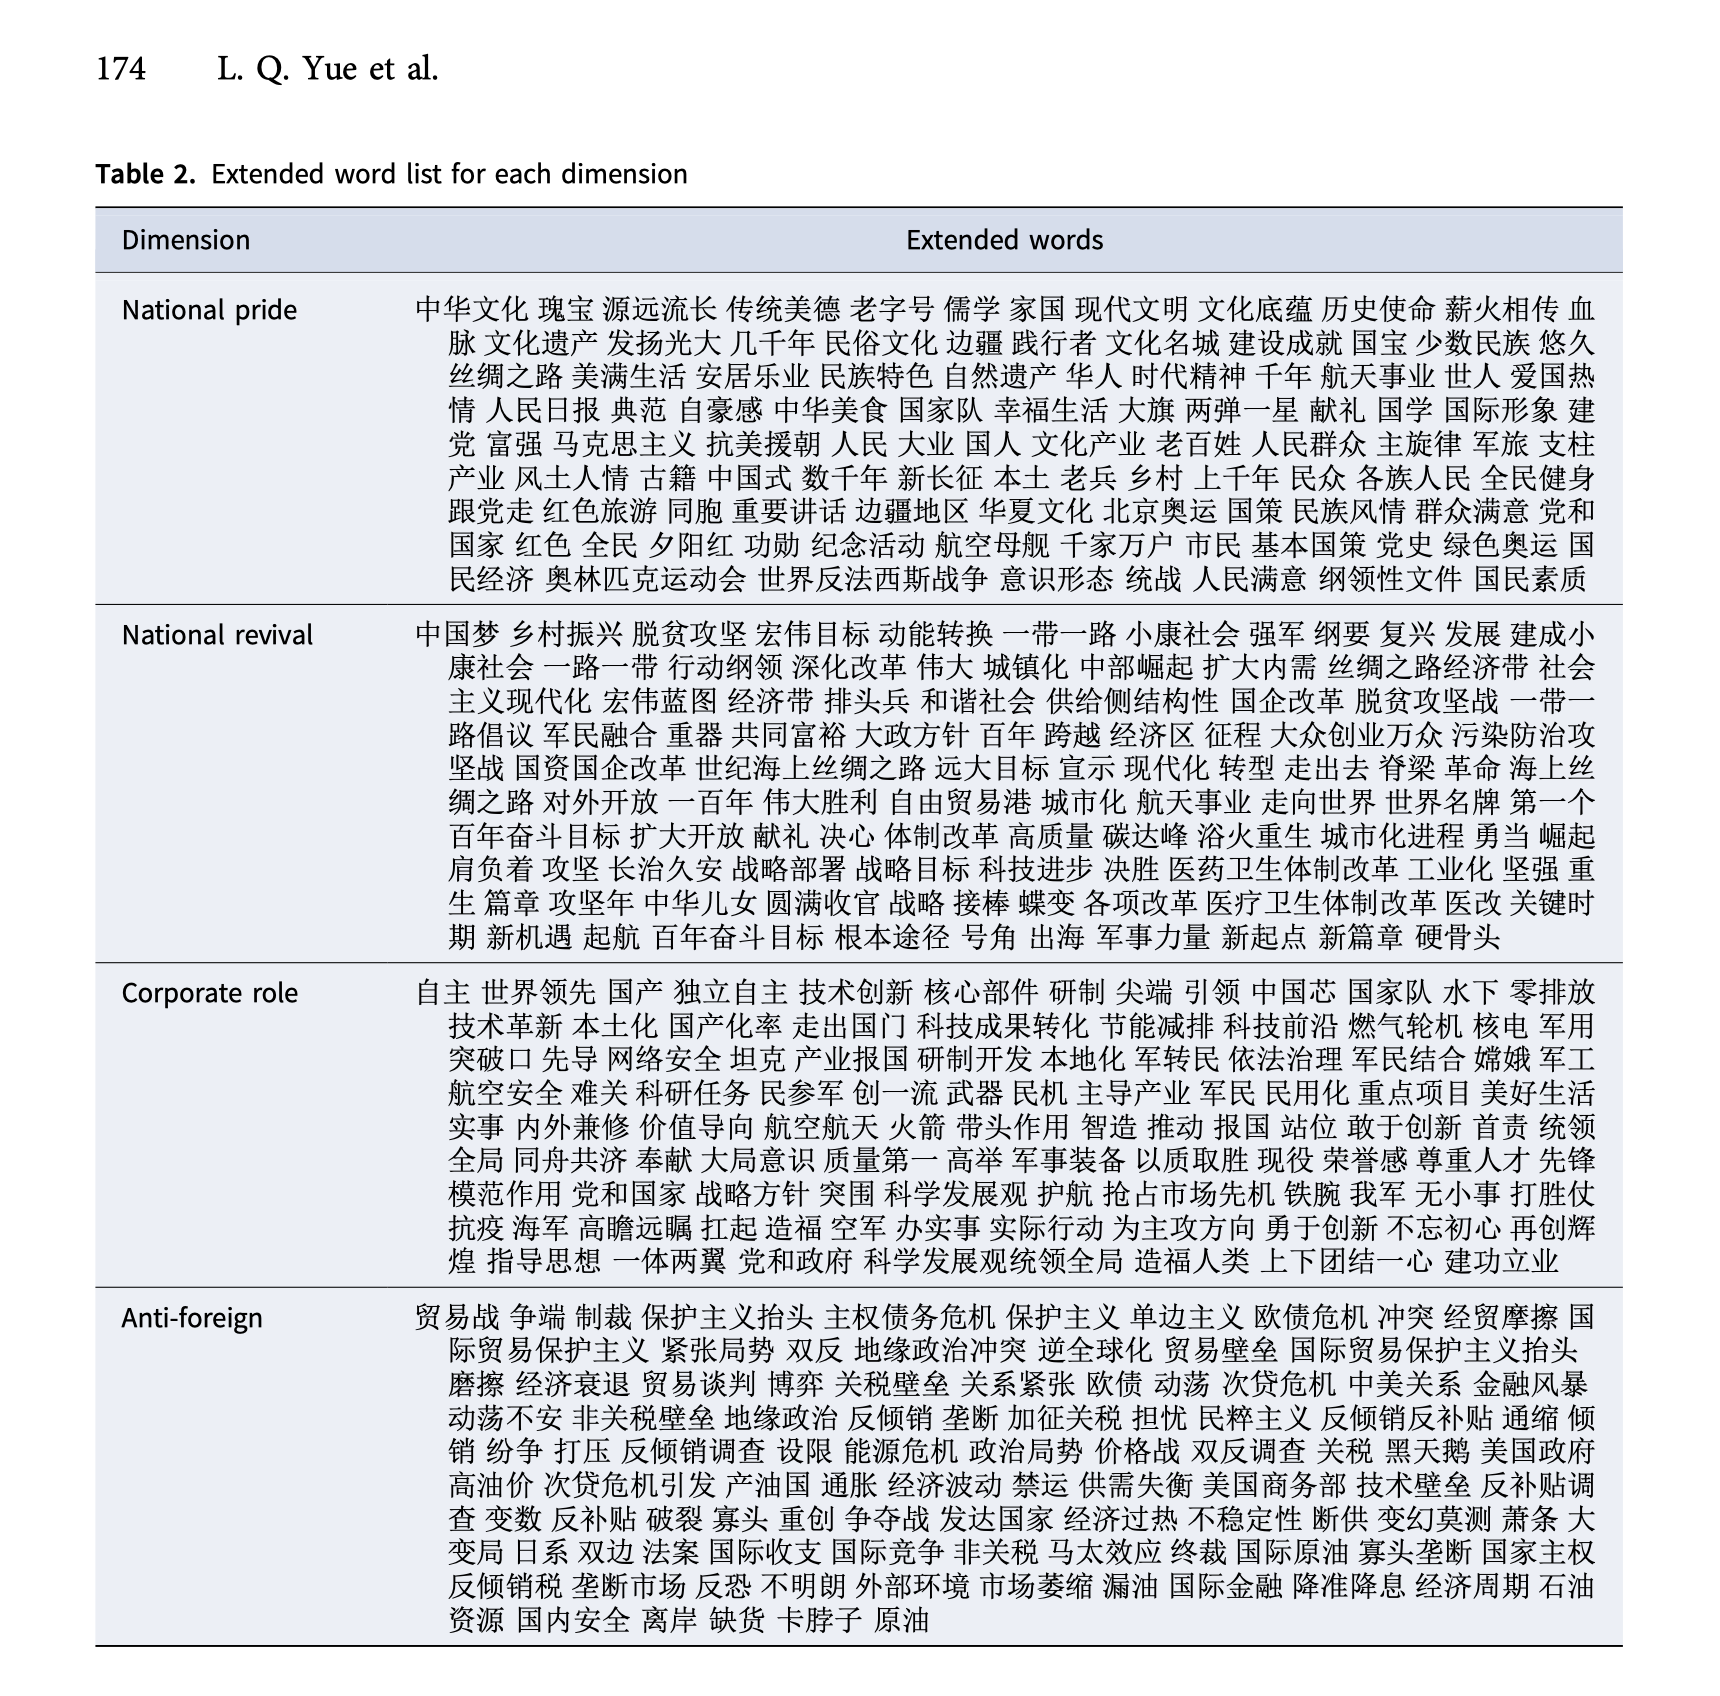 174 L. Q. Yue et al.
Table 2. Extended word list for each dimension
Dimension Extended words
National pride 中华文化 瑰宝 源远流长 传统美德 老字号 儒学 家国 现代文明 文化底蕴 历史使命 薪火相传 血
脉 文化遗产 发扬光大 几千年 民俗文化 边疆 践行者 文化名城 建设成就 国宝 少数民族 悠久
丝绸之路 美满生活 安居乐业 民族特色 自然遗产 华人 时代精神 千年 航天事业 世人 爱国热
情 人民日报 典范 自豪感 中华美食 国家队 幸福生活 大旗 两弹一星 献礼 国学 国际形象 建
党 富强 马克思主义 抗美援朝 人民 大业 国人 文化产业 老百姓 人民群众 主旋律 军旅 支柱
产业 风土人情 古籍 中国式 数千年 新长征 本土 老兵 乡村 上千年 民众 各族人民 全民健身
跟党走 红色旅游 同胞 重要讲话 边疆地区 华夏文化 北京奥运 国策 民族风情 群众满意 党和
国家 红色 全民 夕阳红 功勋 纪念活动 航空母舰 千家万户 市民 基本国策 党史 绿色奥运 国
民经济 奥林匹克运动会 世界反法西斯战争 意识形态 统战 人民满意 纲领性文件 国民素质
National revival 中国梦 乡村振兴 脱贫攻坚 宏伟目标 动能转换 一带一路 小康社会 强军 纲要 复兴 发展 建成小
康社会 一路一带 行动纲领 深化改革 伟大 城镇化 中部崛起 扩大内需 丝绸之路经济带 社会
主义现代化 宏伟蓝图 经济带 排头兵 和谐社会 供给侧结构性 国企改革 脱贫攻坚战 一带一
路倡议 军民融合 重器 共同富裕 大政方针 百年 跨越 经济区 征程 大众创业万众 污染防治攻
坚战 国资国企改革 世纪海上丝绸之路 远大目标 宣示 现代化 转型 走出去 脊梁 革命 海上丝
绸之路 对外开放 一百年 伟大胜利 自由贸易港 城市化 航天事业 走向世界 世界名牌 第一个
百年奋斗目标 扩大开放 献礼 决心 体制改革 高质量 碳达峰 浴火重生 城市化进程 勇当 崛起
肩负着 攻坚 长治久安 战略部署 战略目标 科技进步 决胜 医药卫生体制改革 工业化 坚强 重
生 篇章 攻坚年 中华儿女 圆满收官 战略 接棒 蝶变 各项改革 医疗卫生体制改革 医改 关键时
期 新机遇 起航 百年奋斗目标 根本途径 号角 出海 军事力量 新起点 新篇章 硬骨头
Corporate role 自主 世界领先 国产 独立自主 技术创新 核心部件 研制 尖端 引领 中国芯 国家队 水下 零排放
技术革新 本土化 国产化率 走出国门 科技成果转化 节能减排 科技前沿 燃气轮机 核电 军用
突破口 先导 网络安全 坦克 产业报国 研制开发 本地化 军转民 依法治理 军民结合 嫦娥 军工
航空安全 难关 科研任务 民参军 创一流 武器 民机 主导产业 军民 民用化 重点项目 美好生活
实事 内外兼修 价值导向 航空航天 火箭 带头作用 智造 推动 报国 站位 敢于创新 首责 统领
全局 同舟共济 奉献 大局意识 质量第一 高举 军事装备 以质取胜 现役 荣誉感 尊重人才 先锋
模范作用 党和国家 战略方针 突围 科学发展观 护航 抢占市场先机 铁腕 我军 无小事 打胜仗
抗疫 海军 高瞻远瞩 扛起 造福 空军 办实事 实际行动 为主攻方向 勇于创新 不忘初心 再创辉
煌 指导思想 一体两翼 党和政府 科学发展观统领全局 造福人类 上下团结一心 建功立业
Anti-foreign 贸易战 争端 制裁 保护主义抬头 主权债务危机 保护主义 单边主义 欧债危机 冲突 经贸摩擦 国
际贸易保护主义 紧张局势 双反 地缘政治冲突 逆全球化 贸易壁垒 国际贸易保护主义抬头
磨擦 经济衰退 贸易谈判 博弈 关税壁垒 关系紧张 欧债 动荡 次贷危机 中美关系 金融风暴
动荡不安 非关税壁垒 地缘政治 反倾销 垄断 加征关税 担忧 民粹主义 反倾销反补贴 通缩 倾
销 纷争 打压 反倾销调查 设限 能源危机 政治局势 价格战 双反调查 关税 黑天鹅 美国政府
高油价 次贷危机引发 产油国 通胀 经济波动 禁运 供需失衡 美国商务部 技术壁垒 反补贴调
查 变数 反补贴 破裂 寡头 重创 争夺战 发达国家 经济过热 不稳定性 断供 变幻莫测 萧条 大
变局 日系 双边 法案 国际收支 国际竞争 非关税 马太效应 终裁 国际原油 寡头垄断 国家主权
反倾销税 垄断市场 反恐 不明朗 外部环境 市场萎缩 漏油 国际金融 降准降息 经济周期 石油
资源 国内安全 离岸 缺货 卡脖子 原油